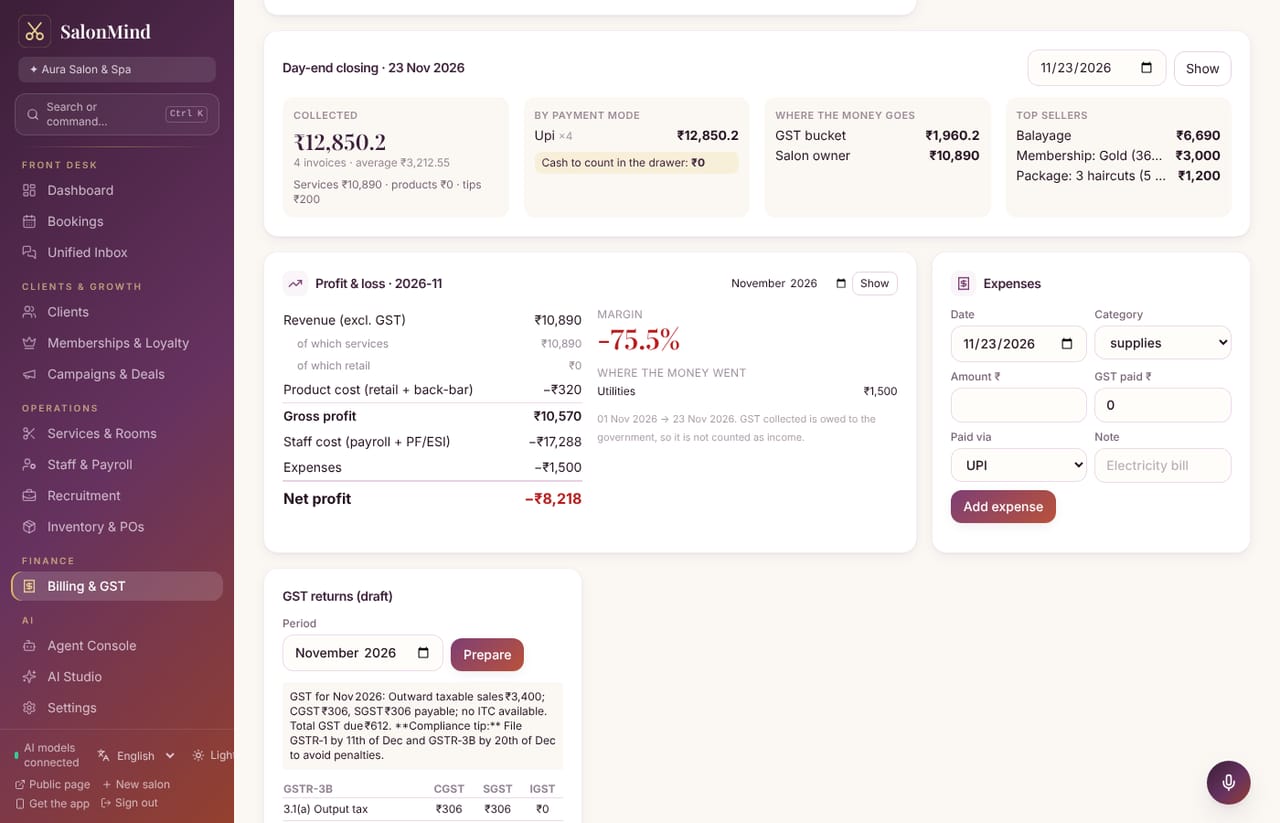 SalonMind
✦ Aura Salon & Spa
Search or
command...
Ctrl K
FRONT DESK
Dashboard
Bookings
Unified Inbox
CLIENTS & GROWTH
Clients
Memberships & Loyalty
Campaigns & Deals
OPERATIONS
Services & Rooms
Staff & Payroll
Recruitment
Inventory & POs
FINANCE
Billing & GST
AI
Agent Console
AI Studio
Settings
AI models
connected
English
Light
Public page
+ New salon
Get the app
Sign out
Day-end closing · 23 Nov 2026
11/23/2026
Show
COLLECTED
₹12,850.2
4 invoices · average ₹3,212.55
Services ₹10,890 · products ₹0 · tips
₹200
BY PAYMENT MODE
Upi ×4 ₹12,850.2
Cash to count in the drawer: ₹0
WHERE THE MONEY GOES
GST bucket ₹1,960.2
Salon owner ₹10,890
TOP SELLERS
Balayage ₹6,690
Membership: Gold (36... ₹3,000
Package: 3 haircuts (5 ... ₹1,200
Profit & loss · 2026-11
November 2026
Show
Revenue (excl. GST) ₹10,890
of which services ₹10,890
of which retail ₹0
Product cost (retail + back-bar) −₹320
Gross profit ₹10,570
Staff cost (payroll + PF/ESI) −₹17,288
Expenses −₹1,500
Net profit −₹8,218
MARGIN
-75.5%
WHERE THE MONEY WENT
Utilities ₹1,500
01 Nov 2026 → 23 Nov 2026. GST collected is owed to the
government, so it is not counted as income.
Expenses
Date
Category
11/23/2026
supplies
Amount ₹
GST paid ₹
0
Paid via
Note
UPI
Electricity bill
Add expense
GST returns (draft)
Period
November 2026
Prepare
GST for Nov 2026: Outward taxable sales ₹3,400;
CGST ₹306, SGST ₹306 payable; no ITC available.
Total GST due ₹612. **Compliance tip:** File
GSTR‑1 by 11th of Dec and GSTR‑3B by 20th of Dec
to avoid penalties.
GSTR-3B CGST SGST IGST
3.1(a) Output tax ₹306 ₹306 ₹0